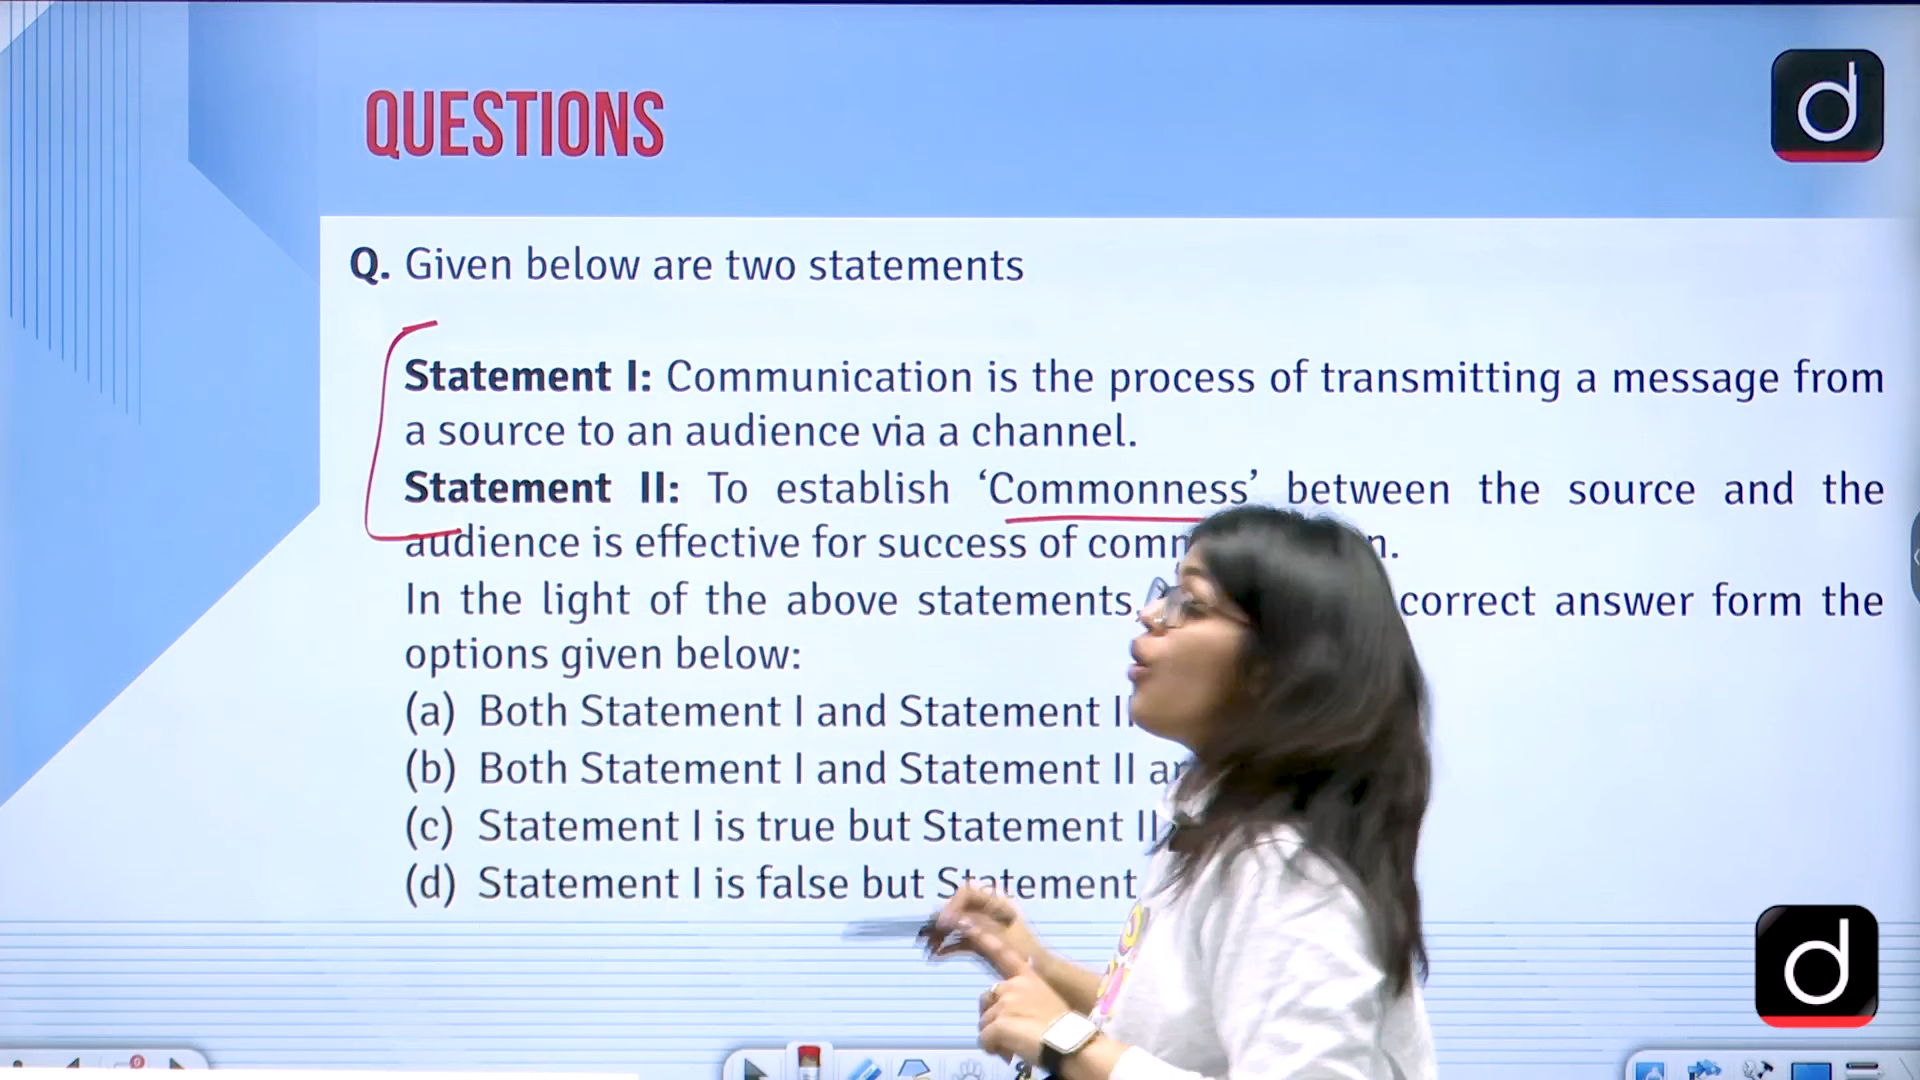 QUESTIONS
d
Q. Given below are two statements
Statement I: Communication is the process of transmitting a message from
a source to an audience via a channel.
Statement II: To establish ‘Commonness’ between the source and the
audience is effective for success of n.
In the light of the above statements, correct answer form the
options given below:
(a) Both Statement I and Statement
(b) Both Statement I and Statement II
(c) Statement I is true but Statement II
(d) Statement I is false but Statement
d